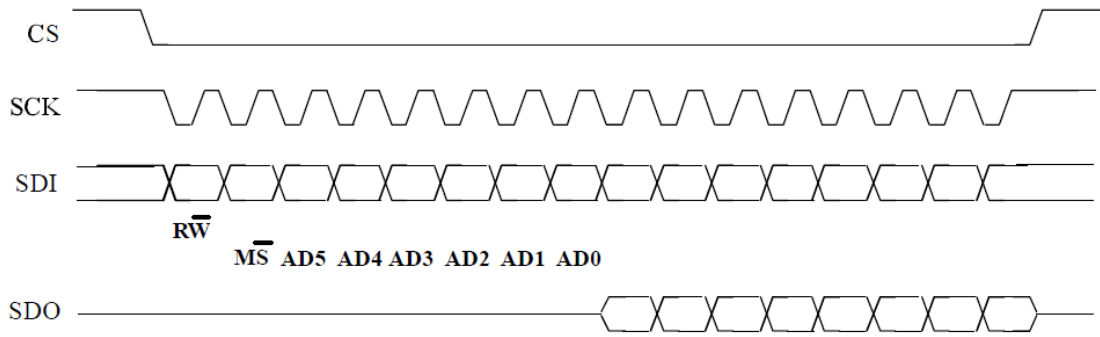 CS
SCK
SDI
RW̅
MS̅ AD5 AD4 AD3 AD2 AD1 AD0
SDO